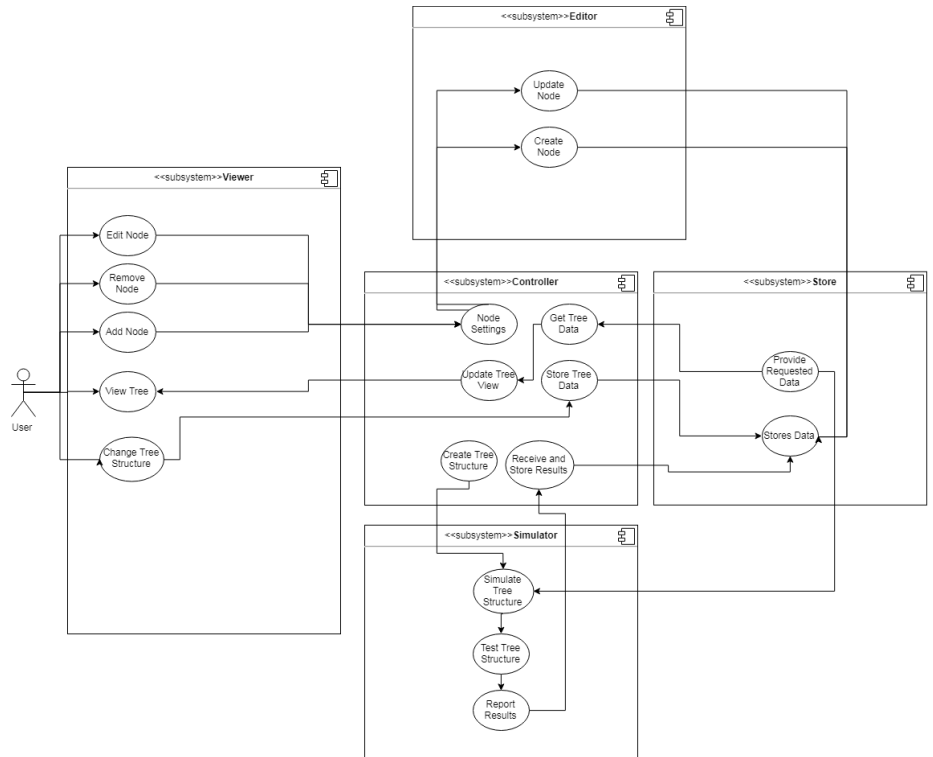 <<subsystem>>Editor
Update
Node
Create
Node
<<subsystem>>Viewer
Edit Node
Remove
Node
Add Node
View Tree
Change Tree
Structure
User
<<subsystem>>Controller
Node
Settings
Get Tree
Data
Update Tree
View
Store Tree
Data
Create Tree
Structure
Receive and
Store Results
<<subsystem>>Store
Provide
Requested
Data
Stores Data
<<subsystem>>Simulator
Simulate
Tree
Structure
Test Tree
Structure
Report
Results